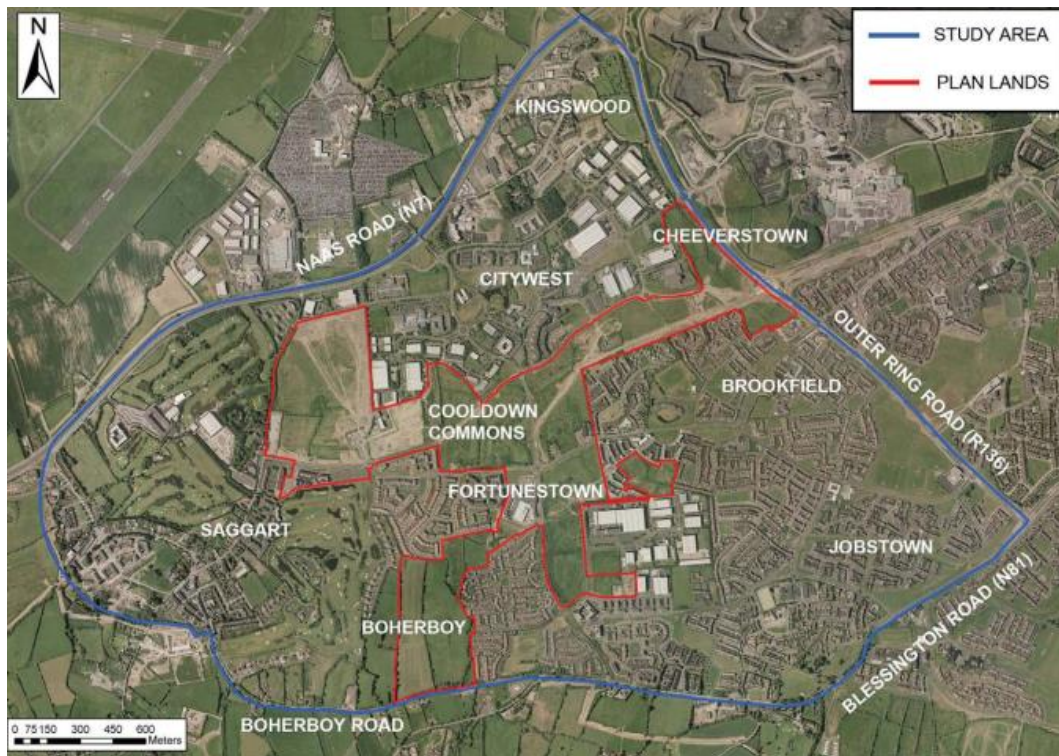 N
STUDY AREA
PLAN LANDS
KINGSWOOD
NAAS ROAD (N7)
CHEEVERSTOWN
CITYWEST
OUTER RING ROAD (R136)
BROOKFIELD
COOLDOWN
COMMONS
FORTUNESTOWN
SAGGART
JOBSTOWN
BLESSINGTON ROAD (N81)
BOHERBOY
BOHERBOY ROAD
0 75 150 300 450 600
Meters